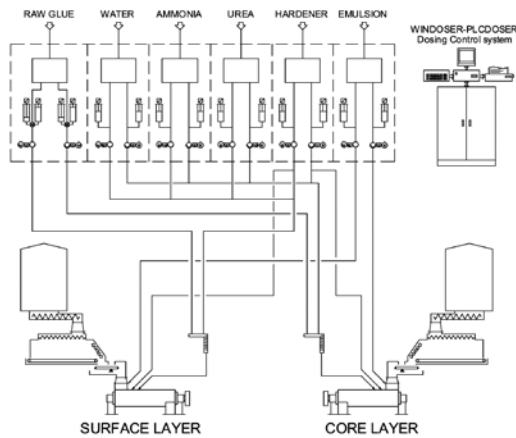 RAW GLUE WATER AMMONIA UREA HARDENER EMULSION
WINDOSER-PLCDOSER
Dosing Control system
SURFACE LAYER CORE LAYER